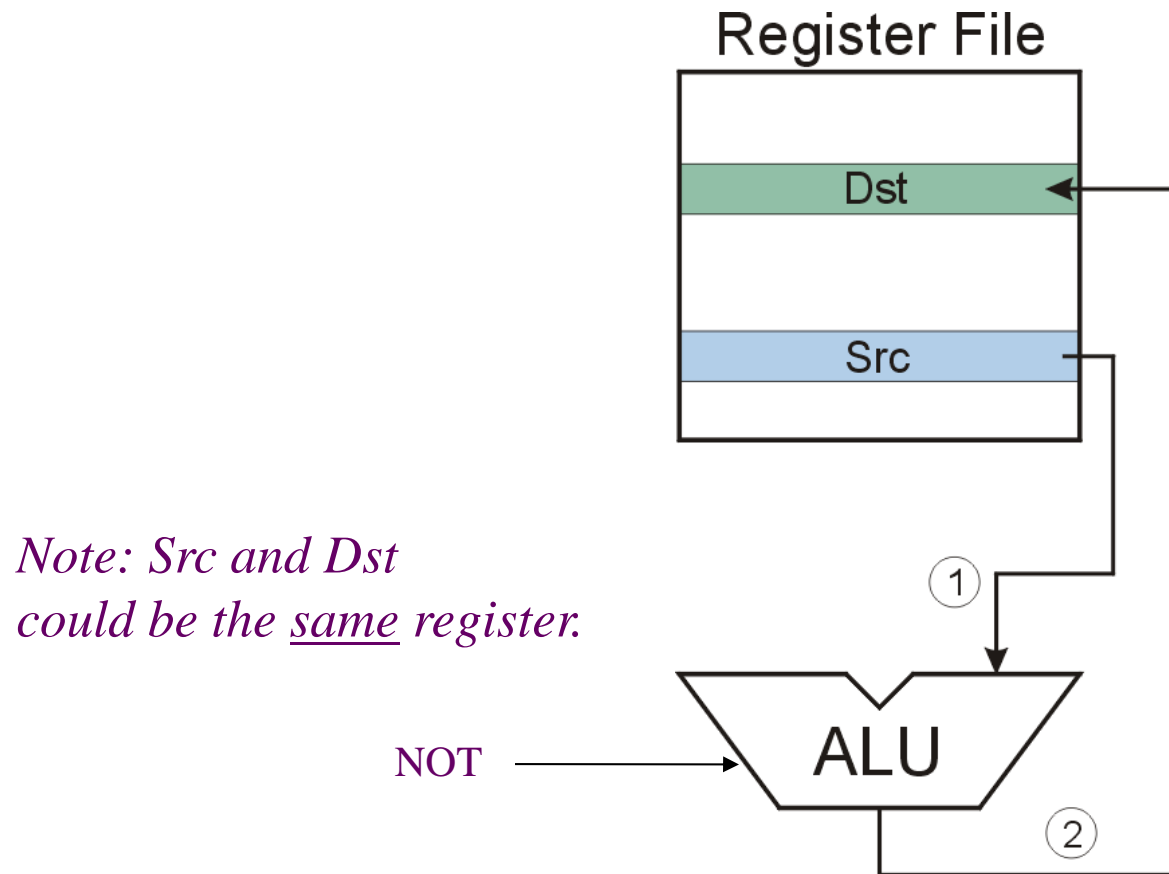 Register File
Dst
Src
Note: Src and Dst
could be the same register.
1
NOT
ALU
2